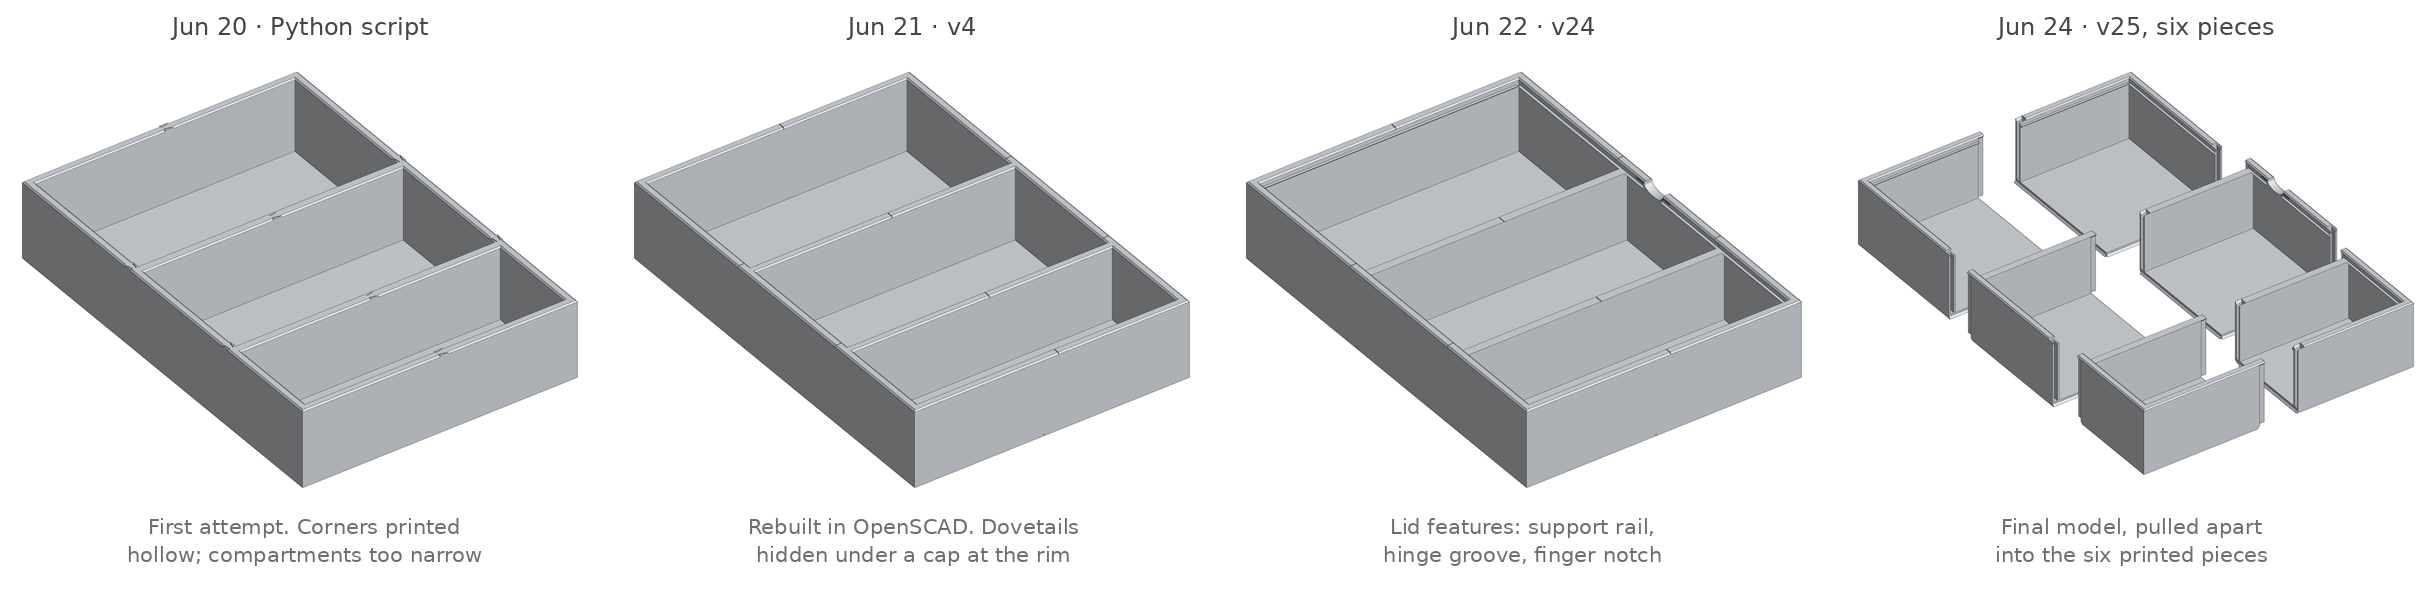 Jun 20 · Python script
First attempt. Corners printed
hollow; compartments too narrow
Jun 21 · v4
Rebuilt in OpenSCAD. Dovetails
hidden under a cap at the rim
Jun 22 · v24
Lid features: support rail,
hinge groove, finger notch
Jun 24 · v25, six pieces
Final model, pulled apart
into the six printed pieces